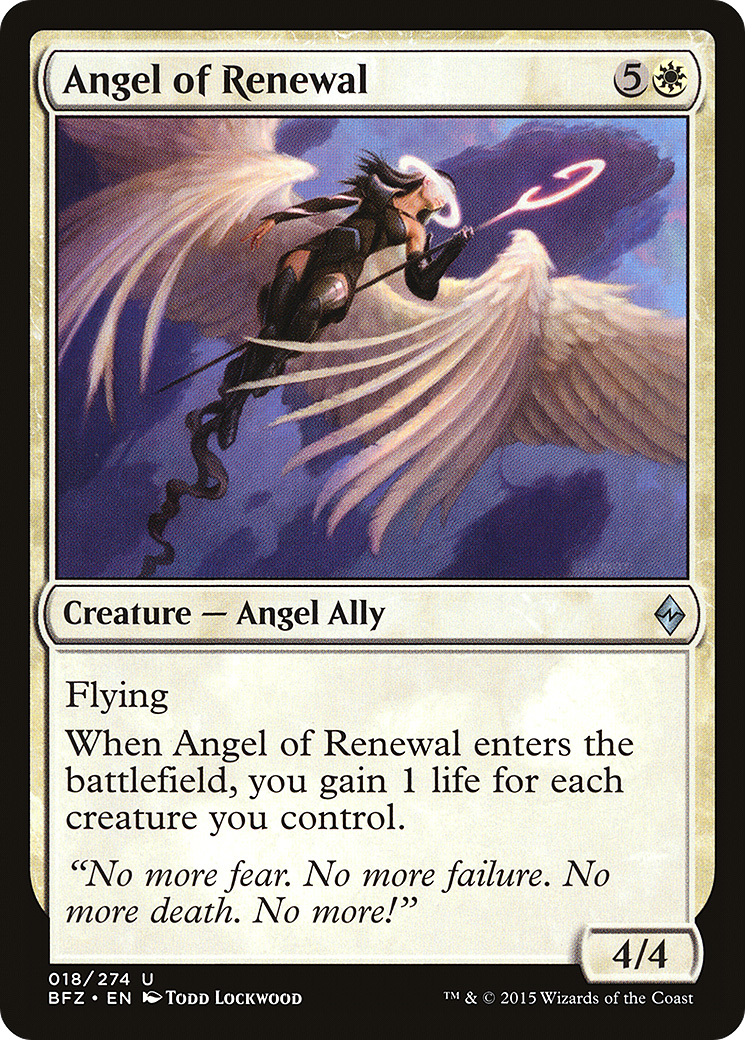 Angel of Renewal 5
Creature — Angel Ally
Flying
When Angel of Renewal enters the
battlefield, you gain 1 life for each
creature you control.
“No more fear. No more failure. No
more death. No more!”
4/4
018/274 U
BFZ • EN Todd Lockwood
™ & © 2015 Wizards of the Coast